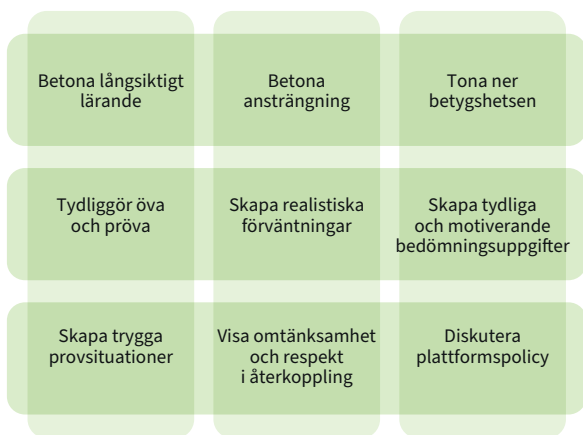 Betona långsiktigt
lärande
Betona
ansträngning
Tona ner
betygshetsen
Tydliggör öva
och pröva
Skapa realistiska
förväntningar
Skapa tydliga
och motiverande
bedömningsuppgifter
Skapa trygga
provsituationer
Visa omtänksamhet
och respekt
i återkoppling
Diskutera
plattformspolicy